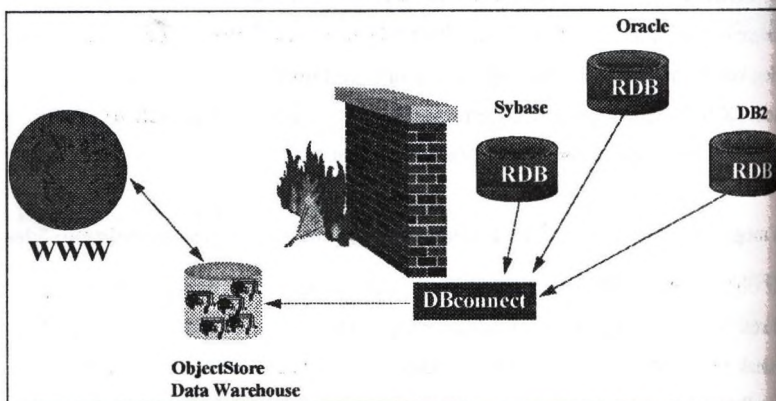 Oracle
RDB
Sybase
RDB
DB2
RDB
WWW
DBconnect
ObjectStore
Data Warehouse